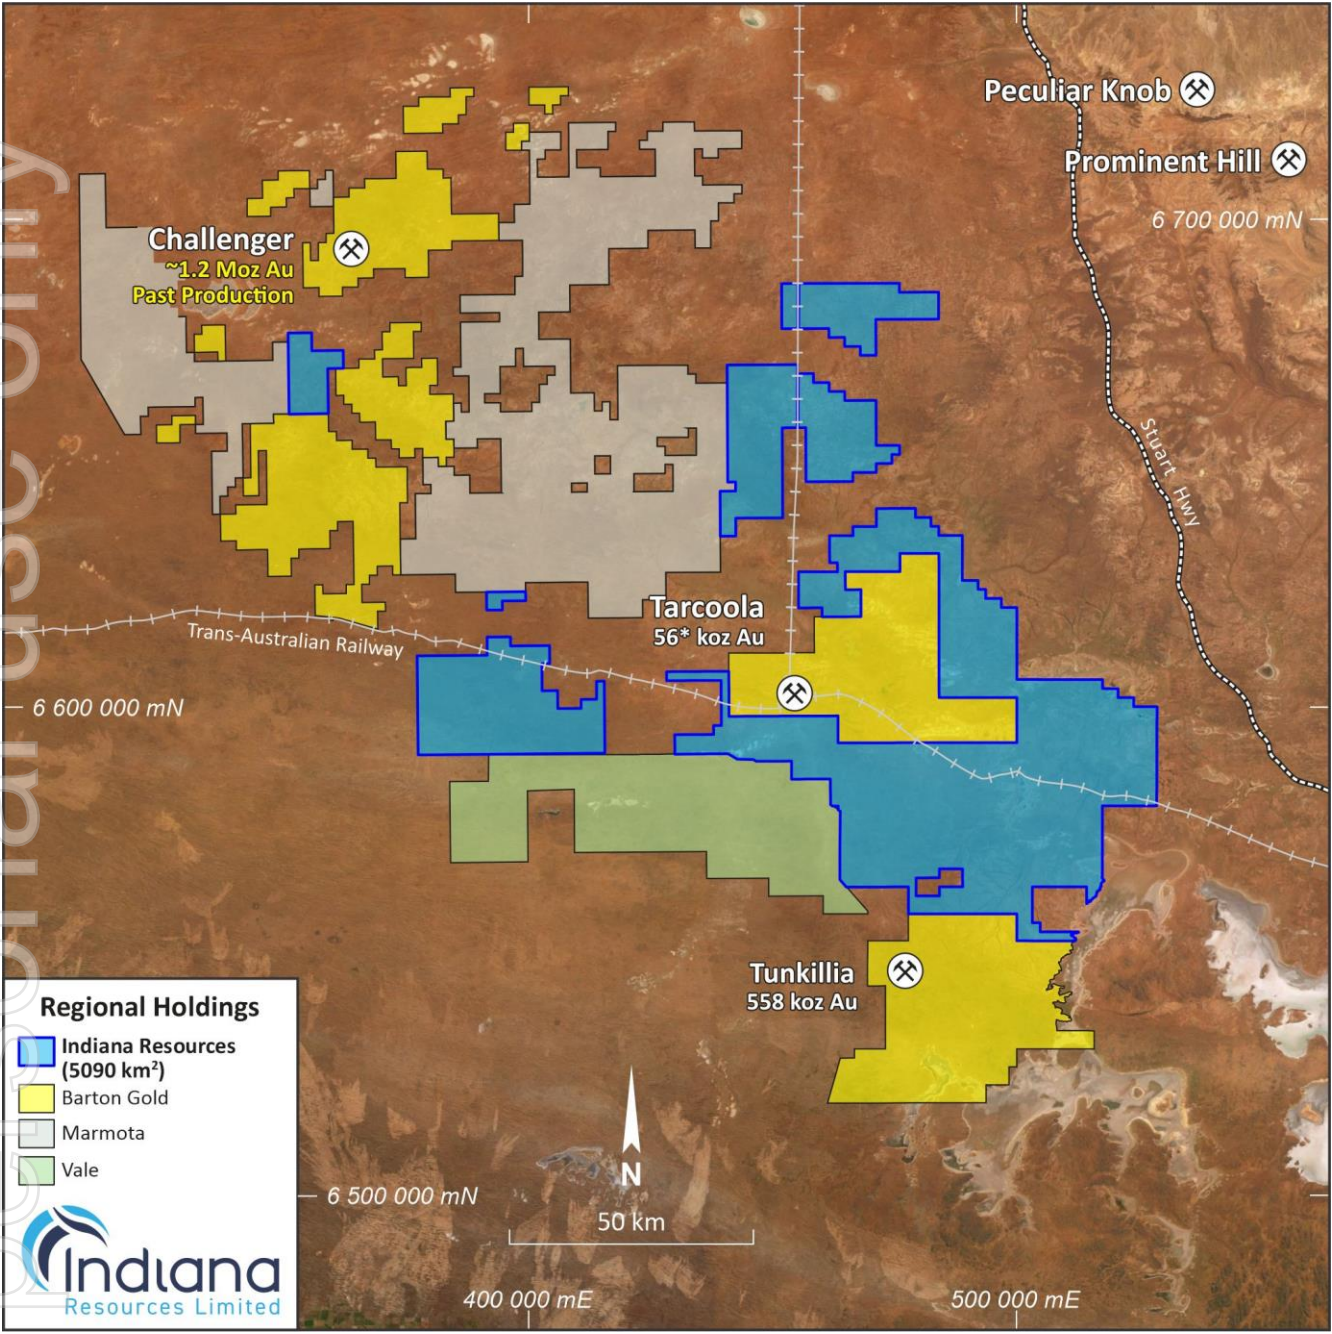 Peculiar Knob
Prominent Hill
6 700 000 mN
Challenger
~1.2 Moz Au
Past Production
Stuart Hwy
Tarcoola
56* koz Au
Trans-Australian Railway
6 600 000 mN
Tunkillia
558 koz Au
Regional Holdings
Indiana Resources
(5090 km²)
Barton Gold
Marmota
Vale
N
6 500 000 mN
50 km
400 000 mE
500 000 mE
Indiana
Resources Limited